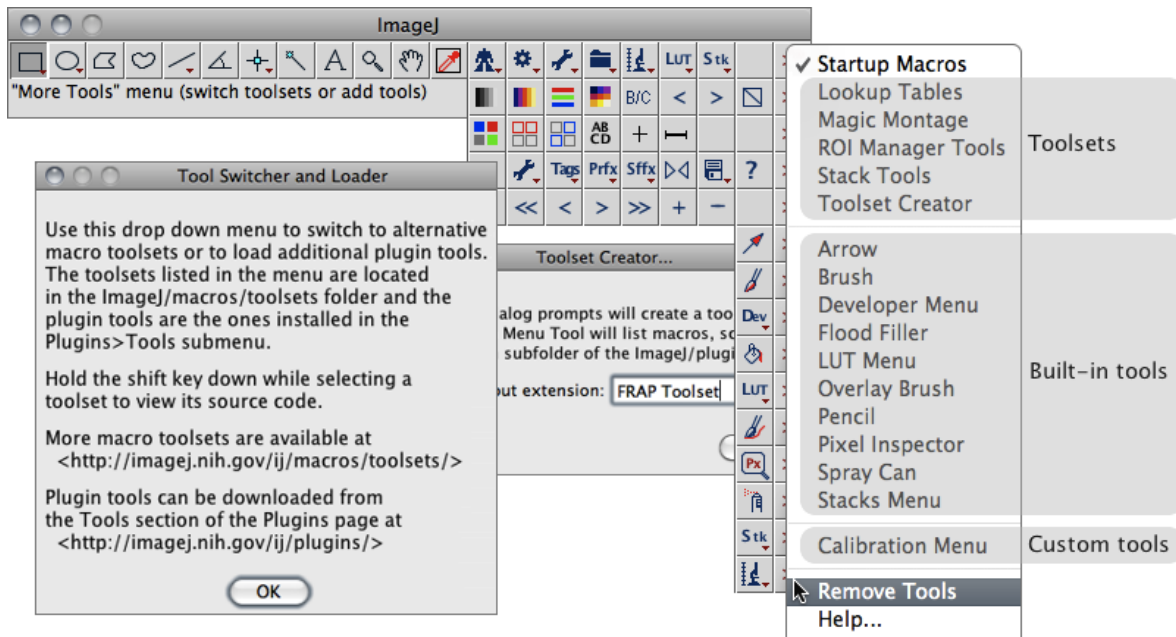 ImageJ
A
LUT
Stk
"More Tools" menu (switch toolsets or add tools)
B/C
<
>
AB
CD
+
Tags
Prfx
Sffx
?
<<
<
>
>>
+
−
Tool Switcher and Loader
Use this drop down menu to switch to alternative
macro toolsets or to load additional plugin tools.
The toolsets listed in the menu are located
in the ImageJ/macros/toolsets folder and the
plugin tools are the ones installed in the
Plugins>Tools submenu.
Hold the shift key down while selecting a
toolset to view its source code.
More macro toolsets are available at
<http://imagej.nih.gov/ij/macros/toolsets/>
Plugin tools can be downloaded from
the Tools section of the Plugins page at
<http://imagej.nih.gov/ij/plugins/>
OK
Toolset Creator...
alog prompts will create a too
Menu Tool will list macros, sc
subfolder of the ImageJ/plugi
out extension: FRAP Toolset
Dev
LUT
Px
Stk
✓ Startup Macros
Lookup Tables
Magic Montage
ROI Manager Tools
Stack Tools
Toolset Creator
Toolsets
Arrow
Brush
Developer Menu
Flood Filler
LUT Menu
Overlay Brush
Pencil
Pixel Inspector
Spray Can
Stacks Menu
Built-in tools
Calibration Menu
Custom tools
Remove Tools
Help...